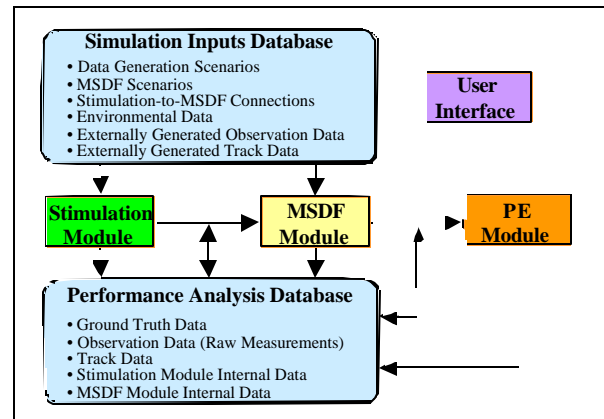 Simulation Inputs Database
• Data Generation Scenarios
• MSDF Scenarios
• Stimulation-to-MSDF Connections
• Environmental Data
• Externally Generated Observation Data
• Externally Generated Track Data
User
Interface
Stimulation
Module
MSDF
Module
PE
Module
Performance Analysis Database
• Ground Truth Data
• Observation Data (Raw Measurements)
• Track Data
• Stimulation Module Internal Data
• MSDF Module Internal Data